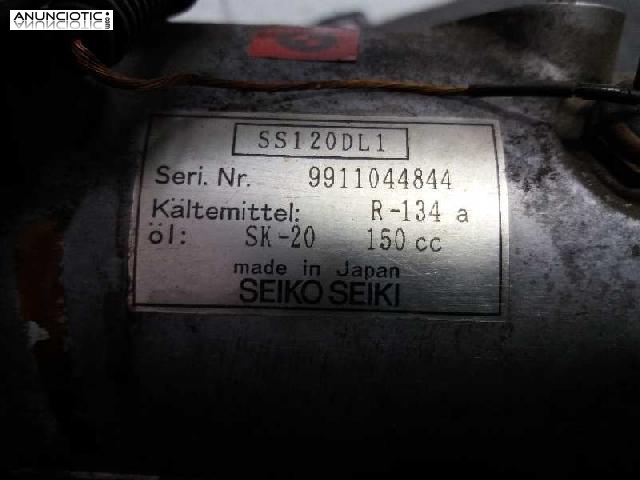 ANUNCIOTIC.com
SS120DL1
Seri. Nr. 9911044844
Kältemittel: R-134 a
öl: SK-20 150 cc
made in Japan
SEIKO SEIKI